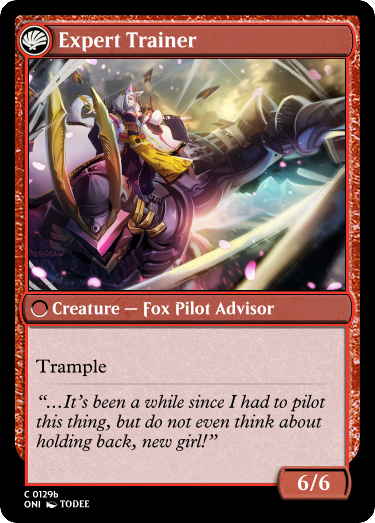 Expert Trainer
Creature — Fox Pilot Advisor
Trample
“...It’s been a while since I had to pilot
this thing, but do not even think about
holding back, new girl!”
6/6
C 0129b
ONI TODEE